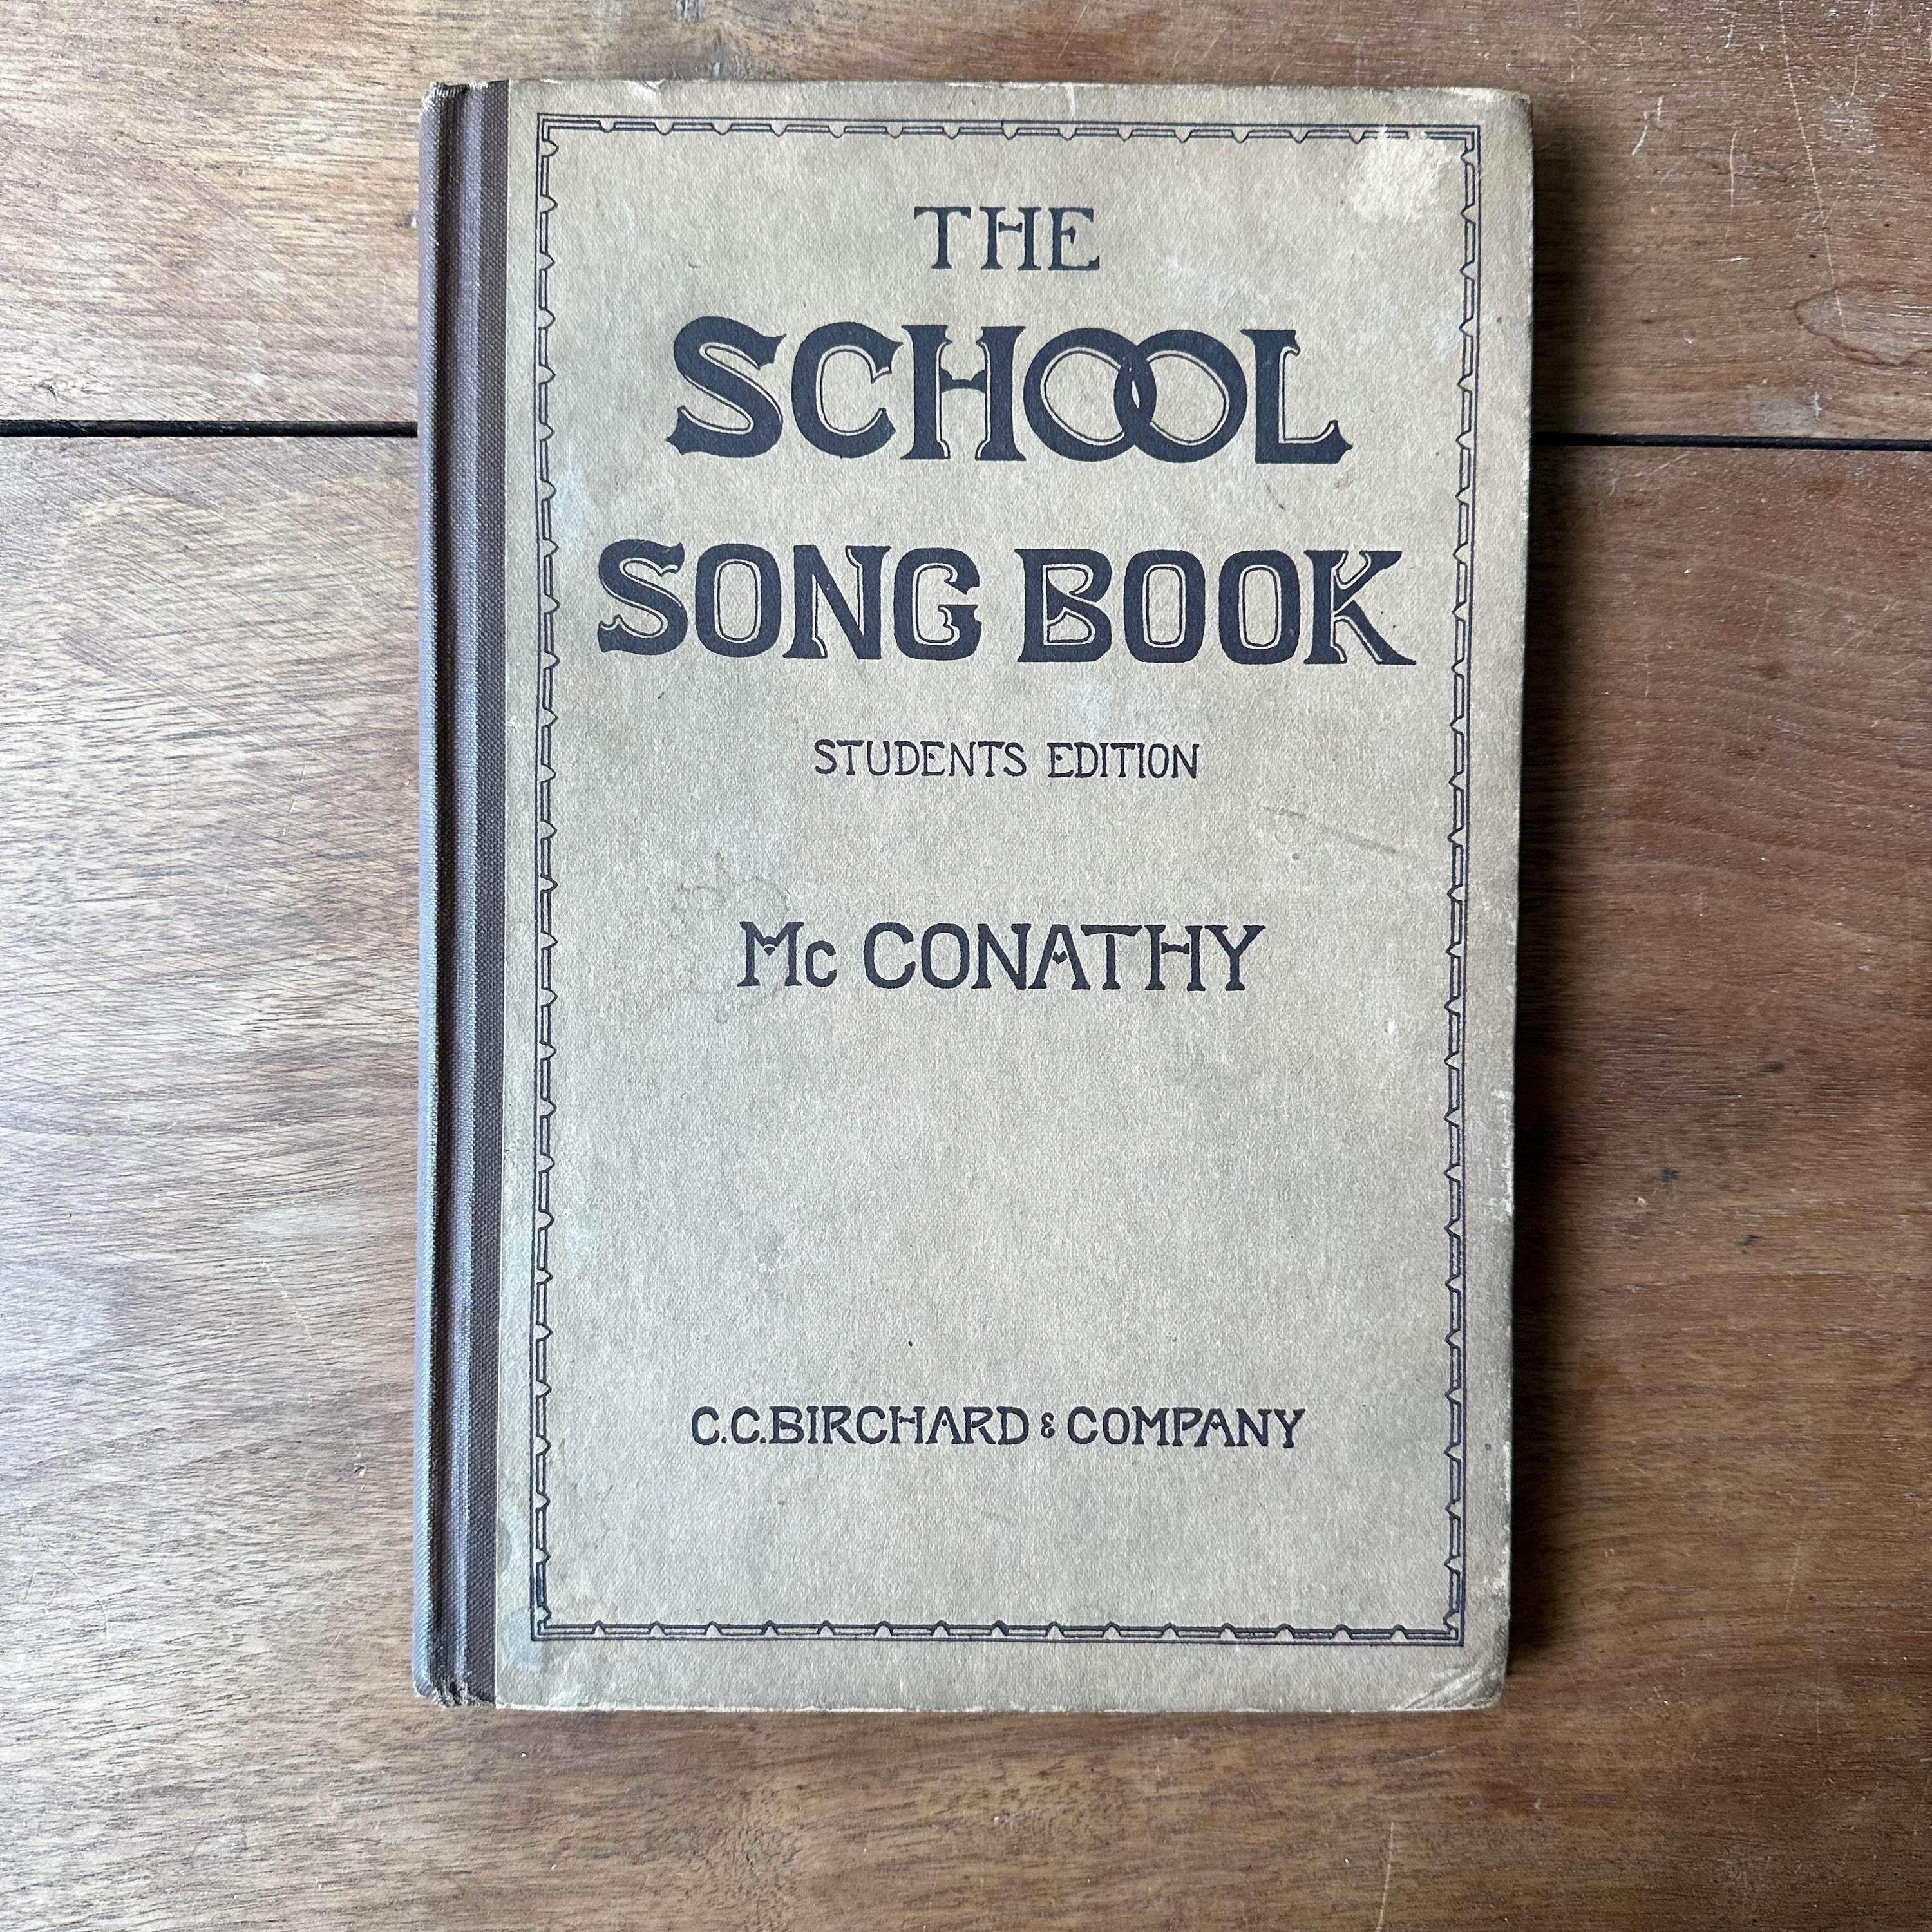 THE
SCHOOL
SONG BOOK
STUDENTS EDITION
Mc CONATHY
C.C. BIRCHARD & COMPANY